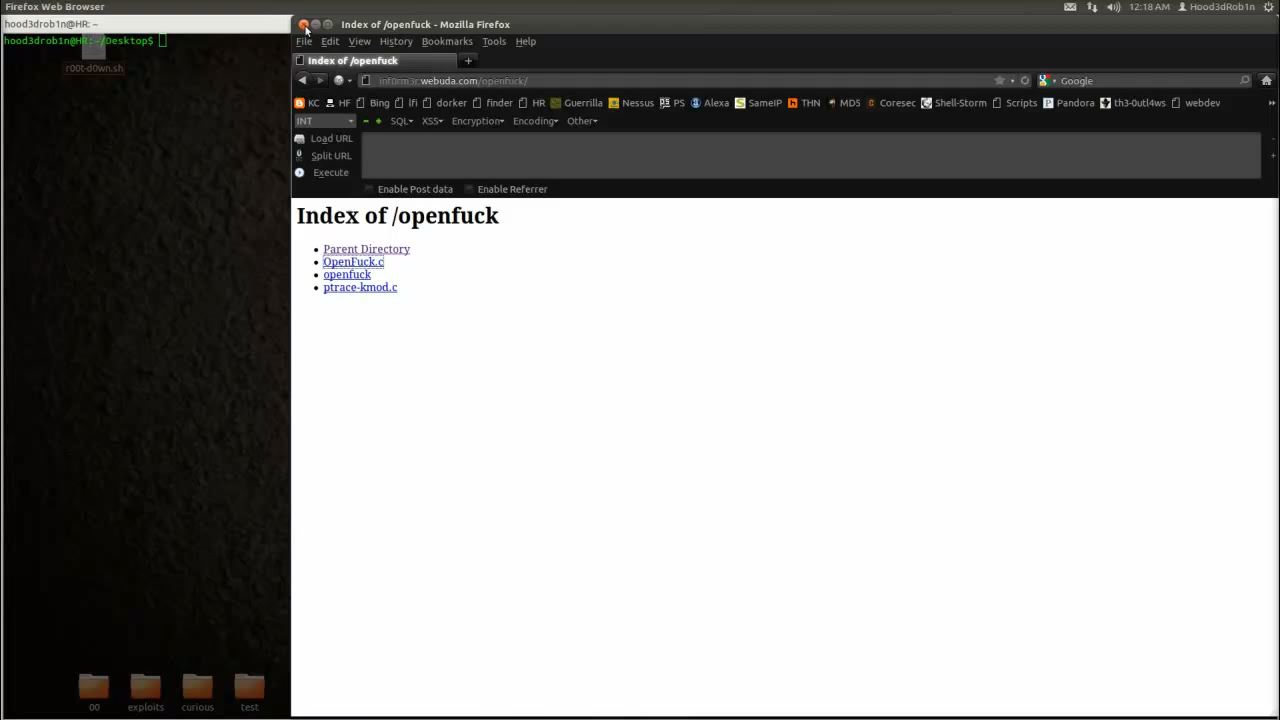 Firefox Web Browser
12:18 AM
Hood3dRob1n
hood3drob1n@HR: ~
Index of /openfuck - Mozilla Firefox
hood3drob1n@HR:~/Desktop$
File Edit View History Bookmarks Tools Help
r00t-d0wn.sh
Index of /openfuck
inf0rm3r.webuda.com/openfuck/
Google
KC HF Bing lfi dorker finder HR Guerrilla Nessus PS Alexa SameIP THN MD5 Coresec Shell-Storm Scripts Pandora th3-0utl4ws webdev
INT SQL XSS Encryption Encoding Other
Load URL
Split URL
Execute
Enable Post data Enable Referrer
Index of /openfuck
Parent Directory
OpenFuck.c
openfuck
ptrace-kmod.c
00 exploits curious test